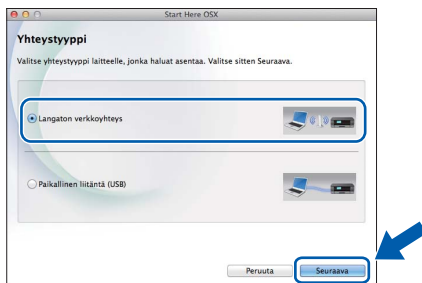 Start Here OSX
Yhteystyyppi
Valitse yhteystyyppi laitteelle, jonka haluat asentaa. Valitse sitten Seuraava.
Langaton verkkoyhteys
Paikallinen liitäntä (USB)
Peruuta
Seuraava